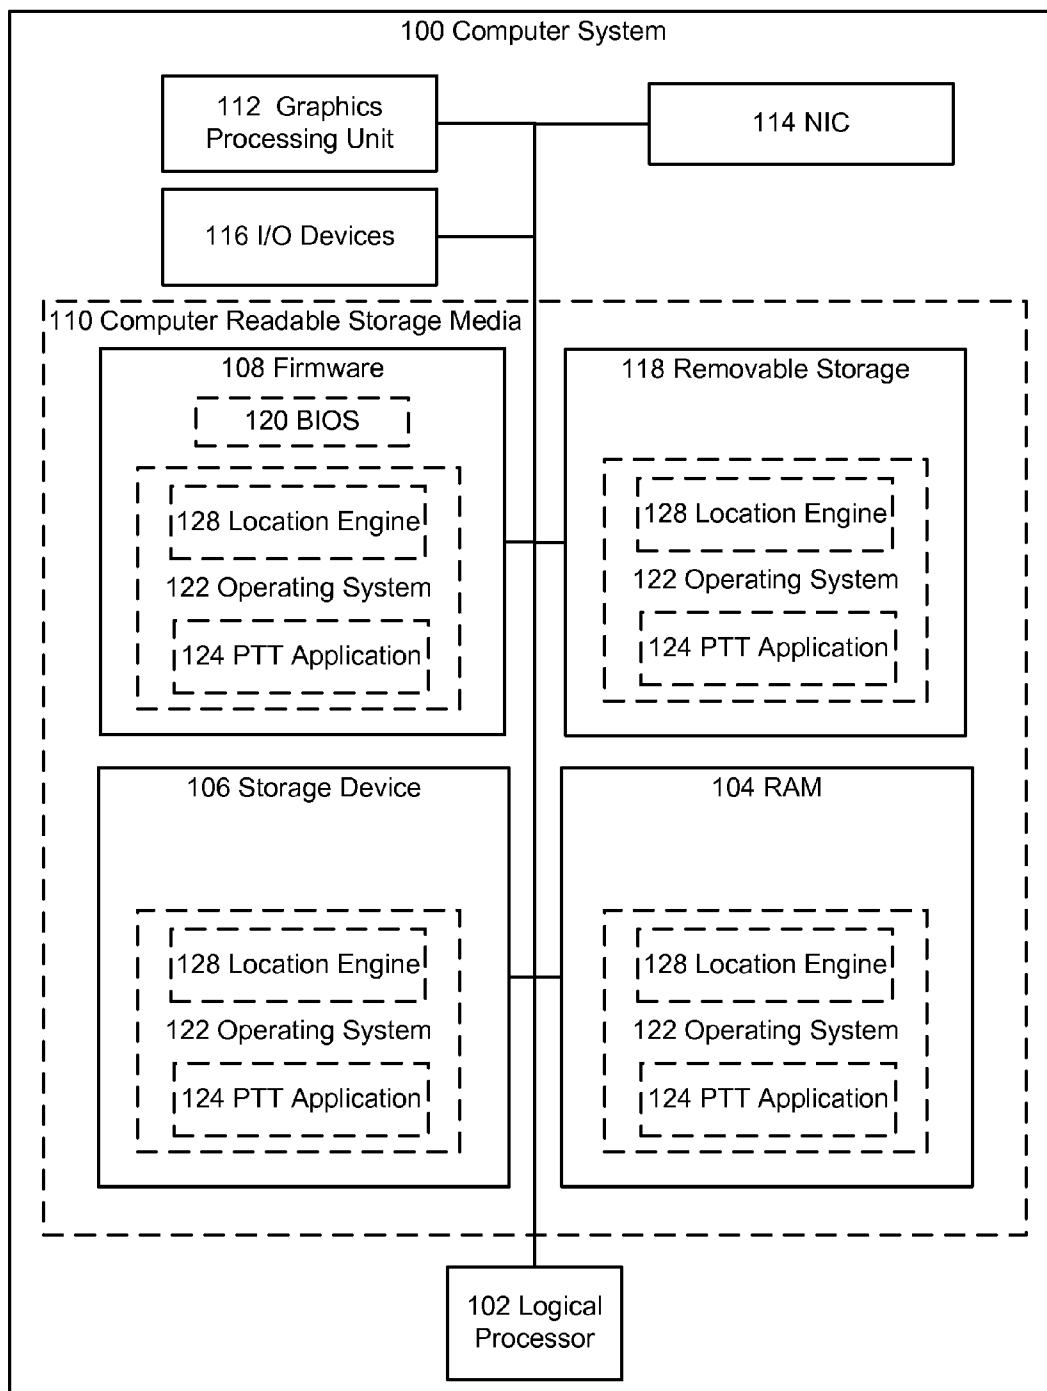 100 Computer System
112 Graphics
Processing Unit
114 NIC
116 I/O Devices
110 Computer Readable Storage Media
108 Firmware
120 BIOS
128 Location Engine
122 Operating System
124 PTT Application
118 Removable Storage
128 Location Engine
122 Operating System
124 PTT Application
106 Storage Device
128 Location Engine
122 Operating System
124 PTT Application
104 RAM
128 Location Engine
122 Operating System
124 PTT Application
102 Logical
Processor